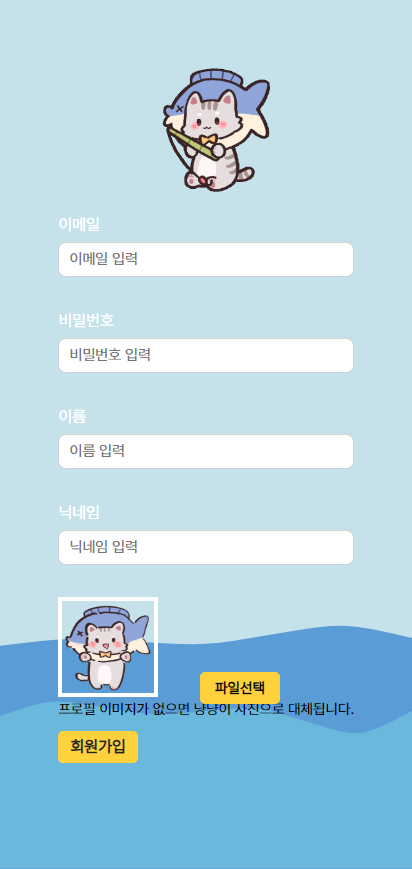 이메일
이메일 입력
비밀번호
비밀번호 입력
이름
이름 입력
닉네임
닉네임 입력
파일선택
프로필 이미지가 없으면 냥냥이 사진으로 대체됩니다.
회원가입